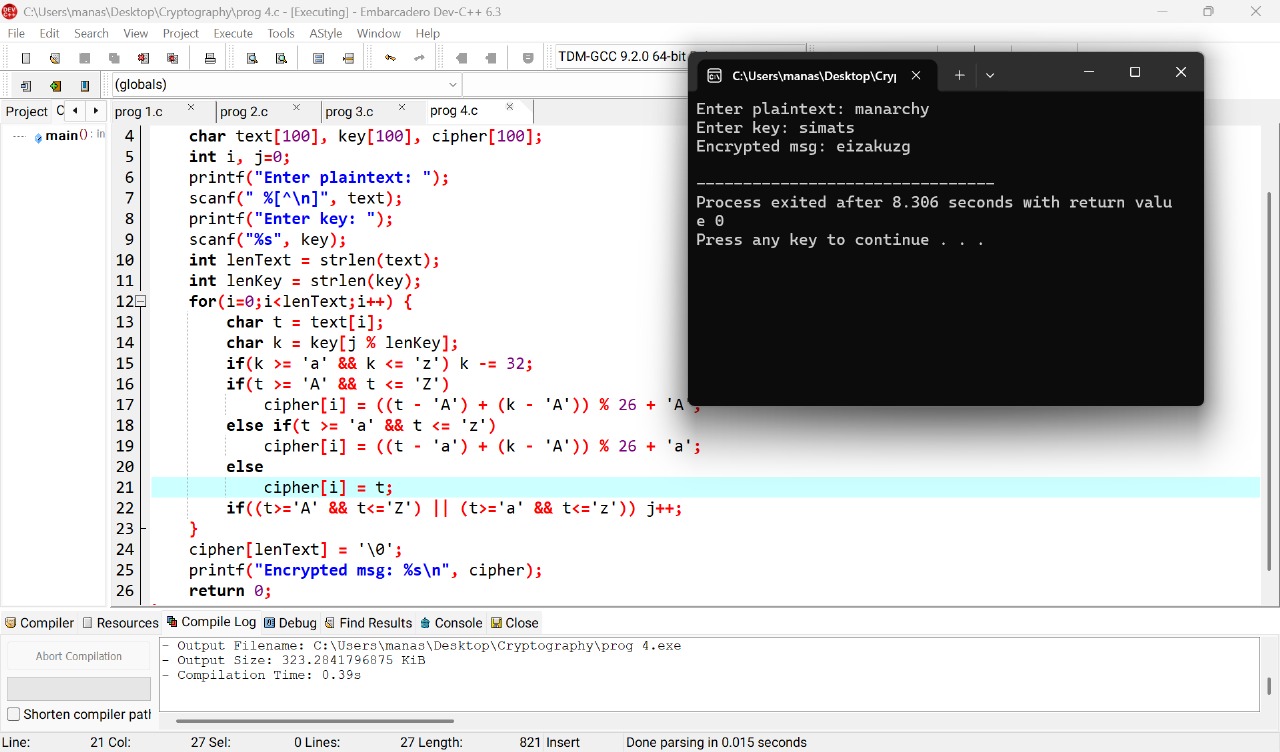 C:\Users\manas\Desktop\Cryptography\prog 4.c - [Executing] - Embarcadero Dev-C++ 6.3
File Edit Search View Project Execute Tools AStyle Window Help
TDM-GCC 9.2.0 64-bit
(globals)
Project C
main() : in
prog 1.c prog 2.c prog 3.c prog 4.c
4 char text[100], key[100], cipher[100];
5 int i, j=0;
6 printf("Enter plaintext: ");
7 scanf(" %[^\n]", text);
8 printf("Enter key: ");
9 scanf("%s", key);
10 int lenText = strlen(text);
11 int lenKey = strlen(key);
12 for(i=0;i<lenText;i++) {
13 char t = text[i];
14 char k = key[j % lenKey];
15 if(k >= 'a' && k <= 'z') k -= 32;
16 if(t >= 'A' && t <= 'Z')
17 cipher[i] = ((t - 'A') + (k - 'A')) % 26 + 'A';
18 else if(t >= 'a' && t <= 'z')
19 cipher[i] = ((t - 'a') + (k - 'A')) % 26 + 'a';
20 else
21 cipher[i] = t;
22 if((t>='A' && t<='Z') || (t>='a' && t<='z')) j++;
23 }
24 cipher[lenText] = '\0';
25 printf("Encrypted msg: %s\n", cipher);
26 return 0;
C:\Users\manas\Desktop\Cry
Enter plaintext: manarchy
Enter key: simats
Encrypted msg: eizakuzg
--------------------------------
Process exited after 8.306 seconds with return valu
e 0
Press any key to continue . . .
Compiler Resources Compile Log Debug Find Results Console Close
Abort Compilation
Shorten compiler path
- Output Filename: C:\Users\manas\Desktop\Cryptography\prog 4.exe
- Output Size: 323.2841796875 KiB
- Compilation Time: 0.39s
Line: 21 Col: 27 Sel: 0 Lines: 27 Length: 821 Insert Done parsing in 0.015 seconds